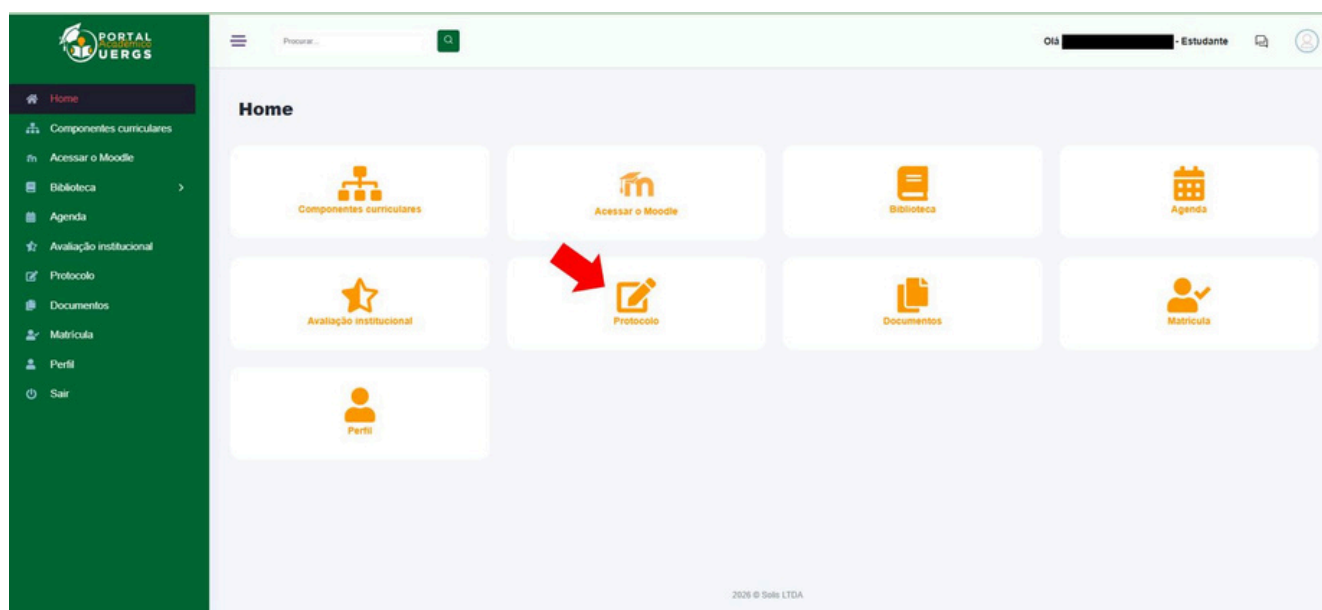 PORTAL
Acadêmico
UERGS
Procurar...
Olá
- Estudante
Home
Componentes curriculares
Acessar o Moodle
Biblioteca
Agenda
Avaliação institucional
Protocolo
Documentos
Matrícula
Perfil
Sair
Home
Componentes curriculares
Acessar o Moodle
Biblioteca
Agenda
Avaliação institucional
Protocolo
Documentos
Matrícula
Perfil
2026 © Solis LTDA